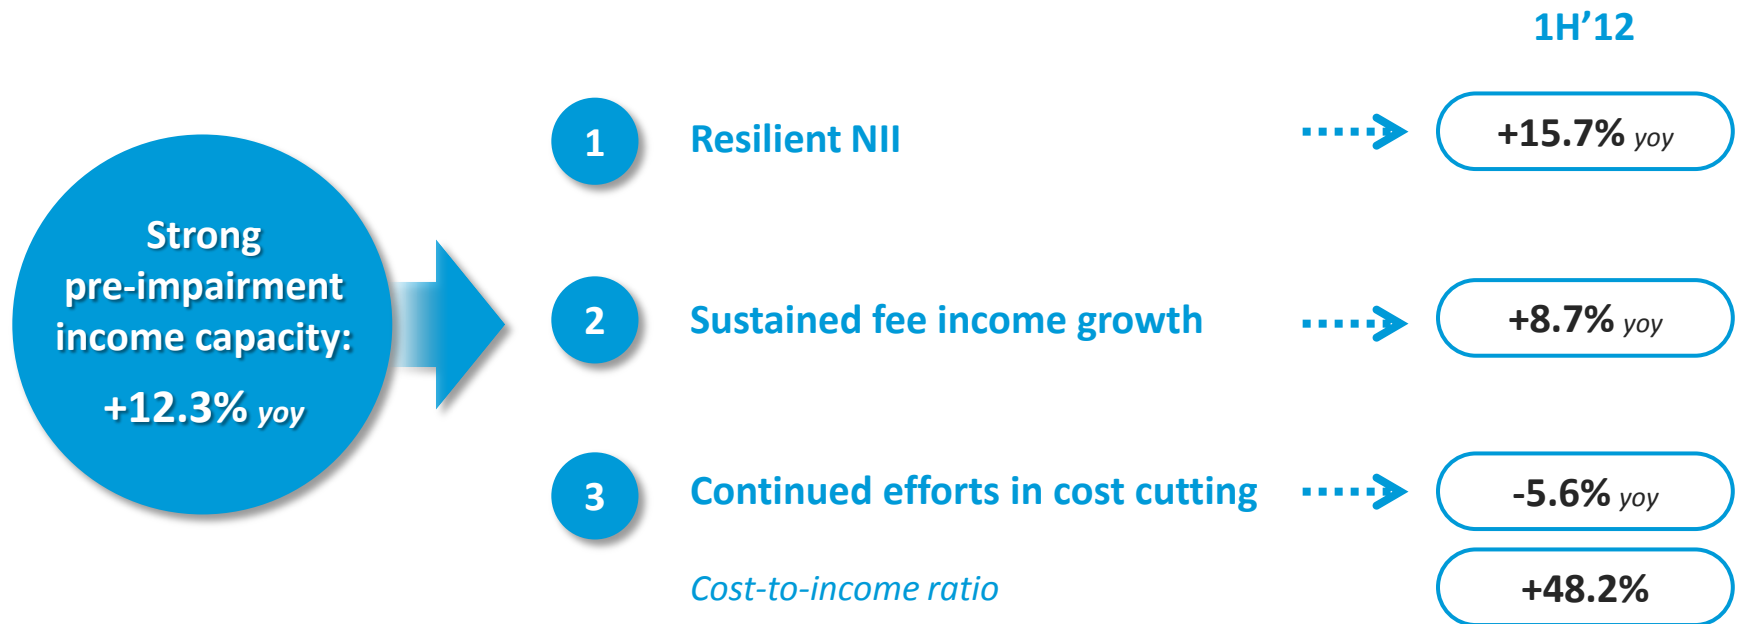 1H’12
Strong
pre-impairment
income capacity:
+12.3% yoy
1 Resilient NII +15.7% yoy
2 Sustained fee income growth +8.7% yoy
3 Continued efforts in cost cutting -5.6% yoy
Cost-to-income ratio +48.2%